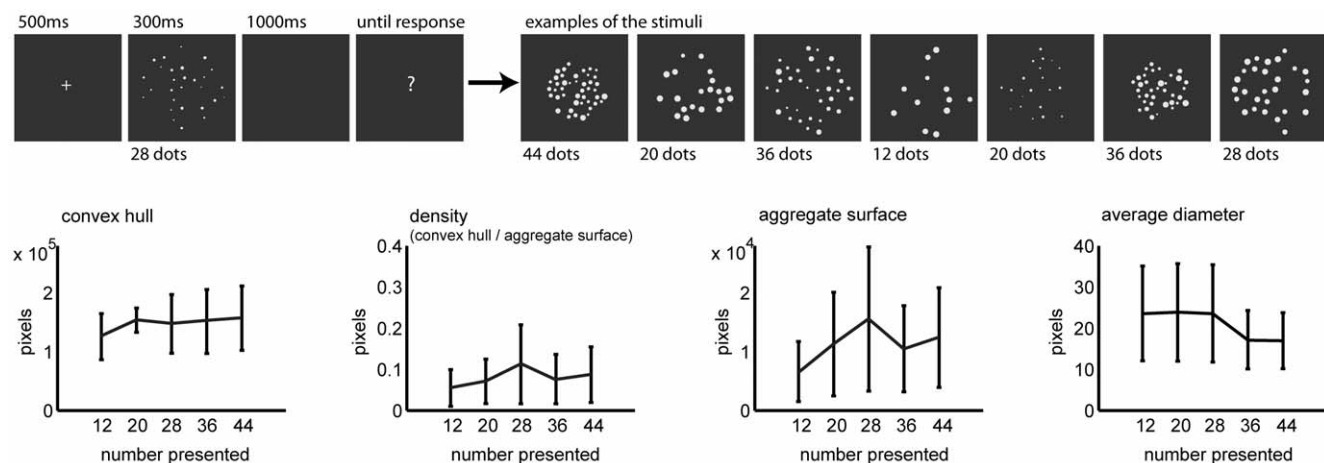 500ms 300ms 1000ms until response examples of the stimuli
+ ?
28 dots 44 dots 20 dots 36 dots 12 dots 20 dots 36 dots 28 dots
convex hull
x 10^5
2
1
0
pixels
12 20 28 36 44
number presented
density
(convex hull / aggregate surface)
0.4
0.3
0.2
0.1
0
pixels
12 20 28 36 44
number presented
aggregate surface
x 10^4
2
1
0
pixels
12 20 28 36 44
number presented
average diameter
40
30
20
10
0
pixels
12 20 28 36 44
number presented